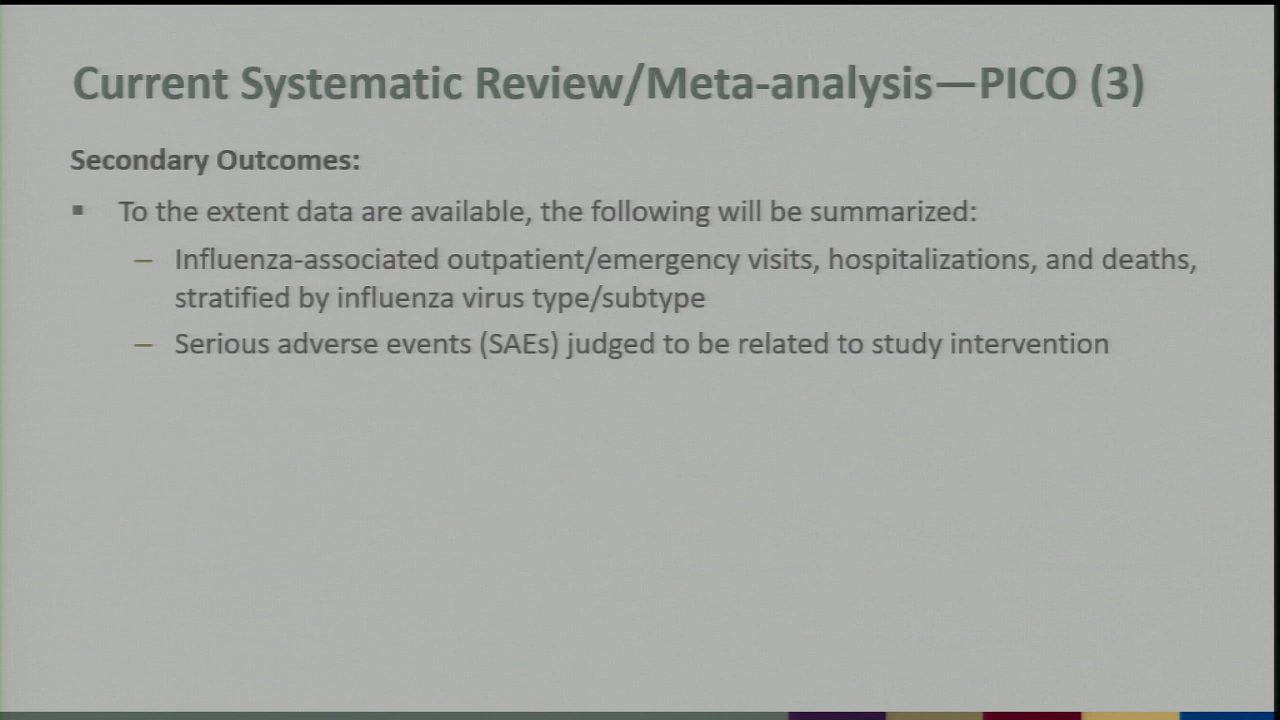 Current Systematic Review/Meta-analysis—PICO (3)
Secondary Outcomes:
▪ To the extent data are available, the following will be summarized:
– Influenza-associated outpatient/emergency visits, hospitalizations, and deaths,
stratified by influenza virus type/subtype
– Serious adverse events (SAEs) judged to be related to study intervention